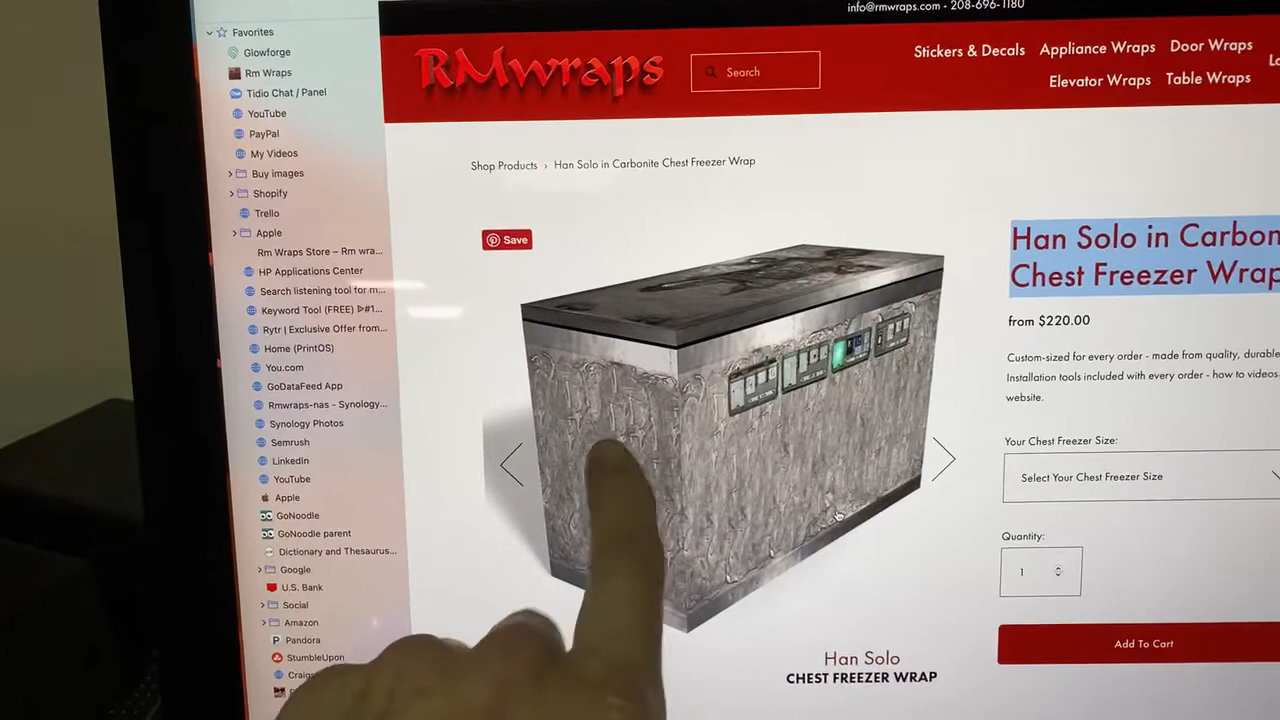 info@rmwraps.com - 208-696-1180
RMwraps
Search
Stickers & Decals
Appliance Wraps
Door Wraps
Elevator Wraps
Table Wraps
Favorites
Glowforge
Rm Wraps
Tidio Chat / Panel
YouTube
PayPal
My Videos
Buy images
Shopify
Trello
Apple
Rm Wraps Store – Rm wra...
HP Applications Center
Search listening tool for m...
Keyword Tool (FREE) ᐅ#1...
Rytr | Exclusive Offer from...
Home (PrintOS)
You.com
GoDataFeed App
Rmwraps-nas - Synology...
Synology Photos
Semrush
LinkedIn
YouTube
Apple
GoNoodle
GoNoodle parent
Dictionary and Thesaurus...
Google
U.S. Bank
Social
Amazon
Pandora
StumbleUpon
Shop Products › Han Solo in Carbonite Chest Freezer Wrap
Save
Han Solo in Carbon
Chest Freezer Wrap
from $220.00
Custom-sized for every order - made from quality, durable
Installation tools included with every order - how to videos
website.
Your Chest Freezer Size:
Select Your Chest Freezer Size
Quantity:
1
Add To Cart
Han Solo
CHEST FREEZER WRAP